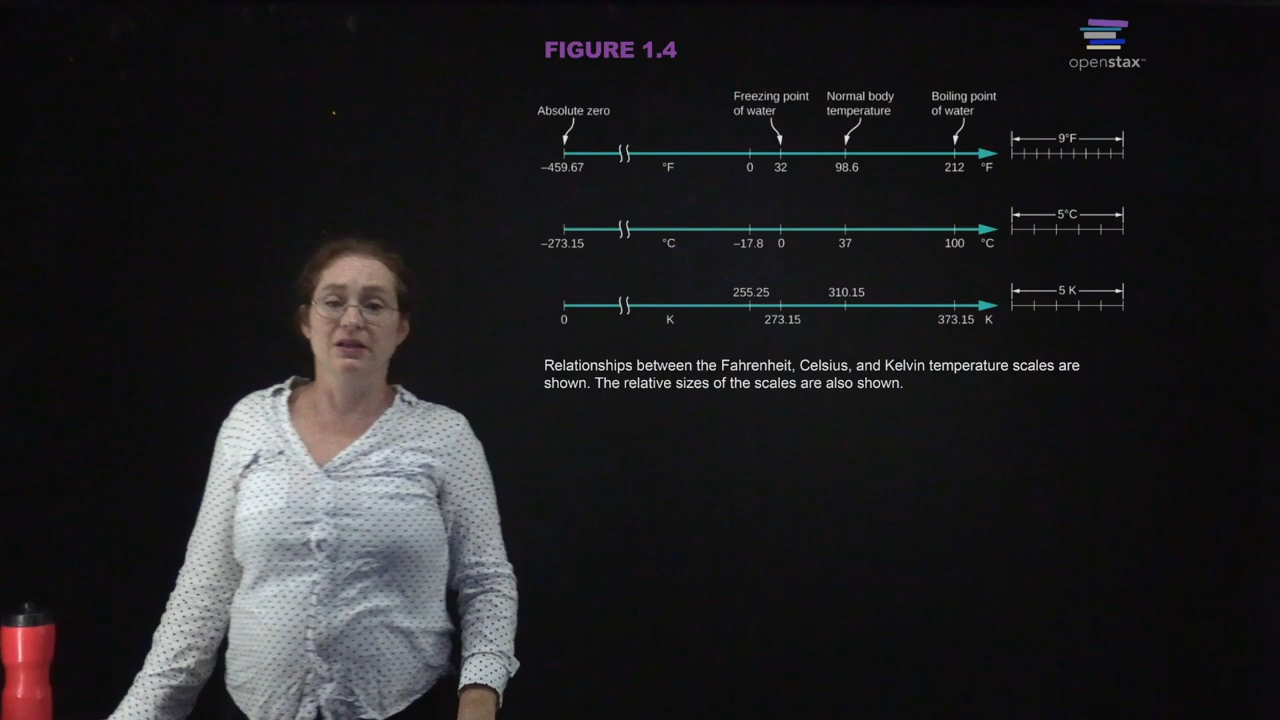 FIGURE 1.4
openstax™
Absolute zero
Freezing point
of water
Normal body
temperature
Boiling point
of water
9°F
–459.67
°F
0
32
98.6
212
°F
5°C
–273.15
°C
–17.8
0
37
100
°C
255.25
310.15
5 K
0
K
273.15
373.15
K
Relationships between the Fahrenheit, Celsius, and Kelvin temperature scales are
shown. The relative sizes of the scales are also shown.